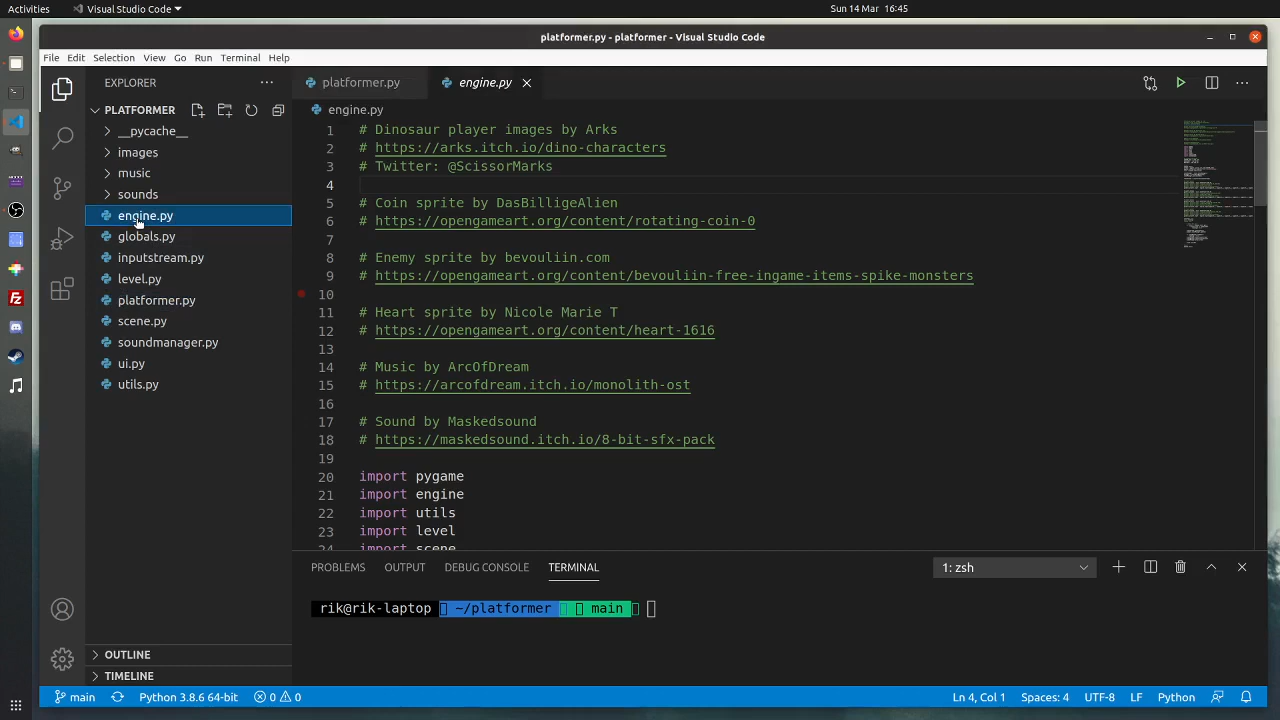 Activities
Visual Studio Code
Sun 14 Mar 16:45
platformer.py - platformer - Visual Studio Code
File Edit Selection View Go Run Terminal Help
EXPLORER
PLATFORMER
__pycache__
images
music
sounds
engine.py
globals.py
inputstream.py
level.py
platformer.py
scene.py
soundmanager.py
ui.py
utils.py
OUTLINE
TIMELINE
platformer.py
engine.py
engine.py
1 # Dinosaur player images by Arks
2 # https://arks.itch.io/dino-characters
3 # Twitter: @ScissorMarks
4
5 # Coin sprite by DasBilligeAlien
6 # https://opengameart.org/content/rotating-coin-0
7
8 # Enemy sprite by bevouliin.com
9 # https://opengameart.org/content/bevouliin-free-ingame-items-spike-monsters
10
11 # Heart sprite by Nicole Marie T
12 # https://opengameart.org/content/heart-1616
13
14 # Music by ArcOfDream
15 # https://arcofdream.itch.io/monolith-ost
16
17 # Sound by Maskedsound
18 # https://maskedsound.itch.io/8-bit-sfx-pack
19
20 import pygame
21 import engine
22 import utils
23 import level
24 import scene
PROBLEMS OUTPUT DEBUG CONSOLE TERMINAL
1: zsh
rik@rik-laptop ~/platformer main
main
Python 3.8.6 64-bit
0 0
Ln 4, Col 1
Spaces: 4
UTF-8
LF
Python